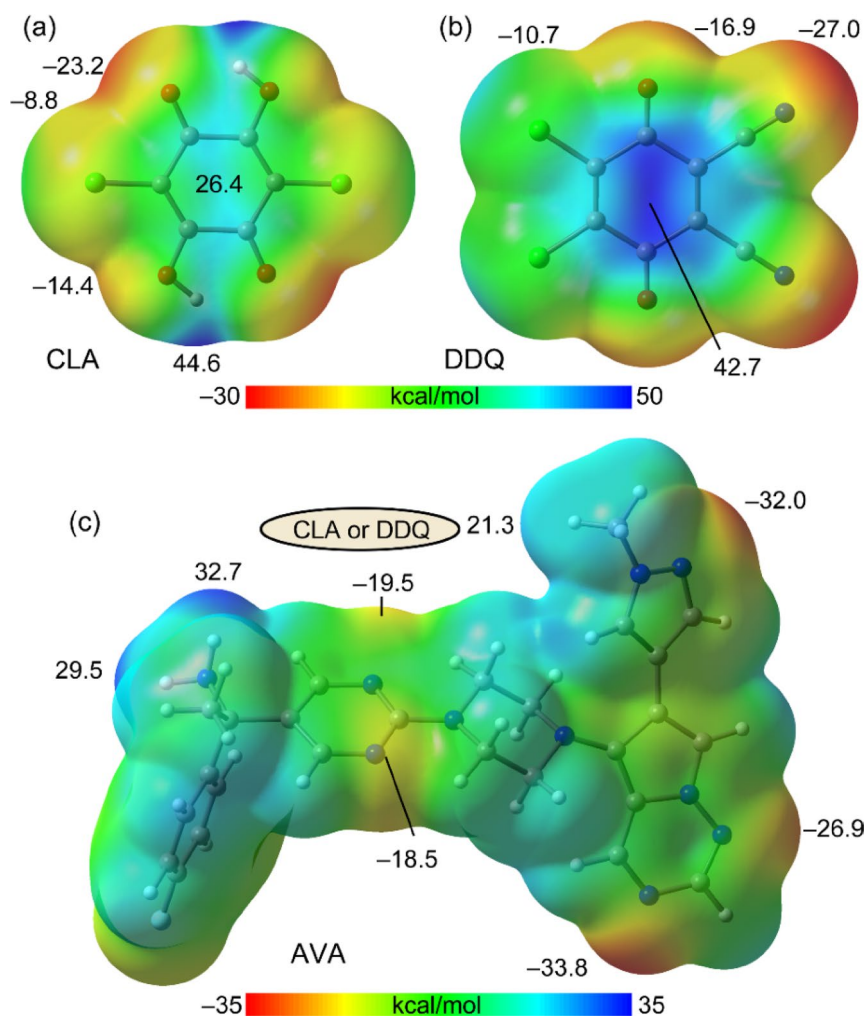 (a)
(b)
–10.7
–16.9
–27.0
–23.2
–8.8
26.4
–14.4
CLA
44.6
DDQ
42.7
–30 kcal/mol 50
(c)
CLA or DDQ
21.3
–32.0
32.7
–19.5
29.5
–26.9
–18.5
AVA
–33.8
–35 kcal/mol 35